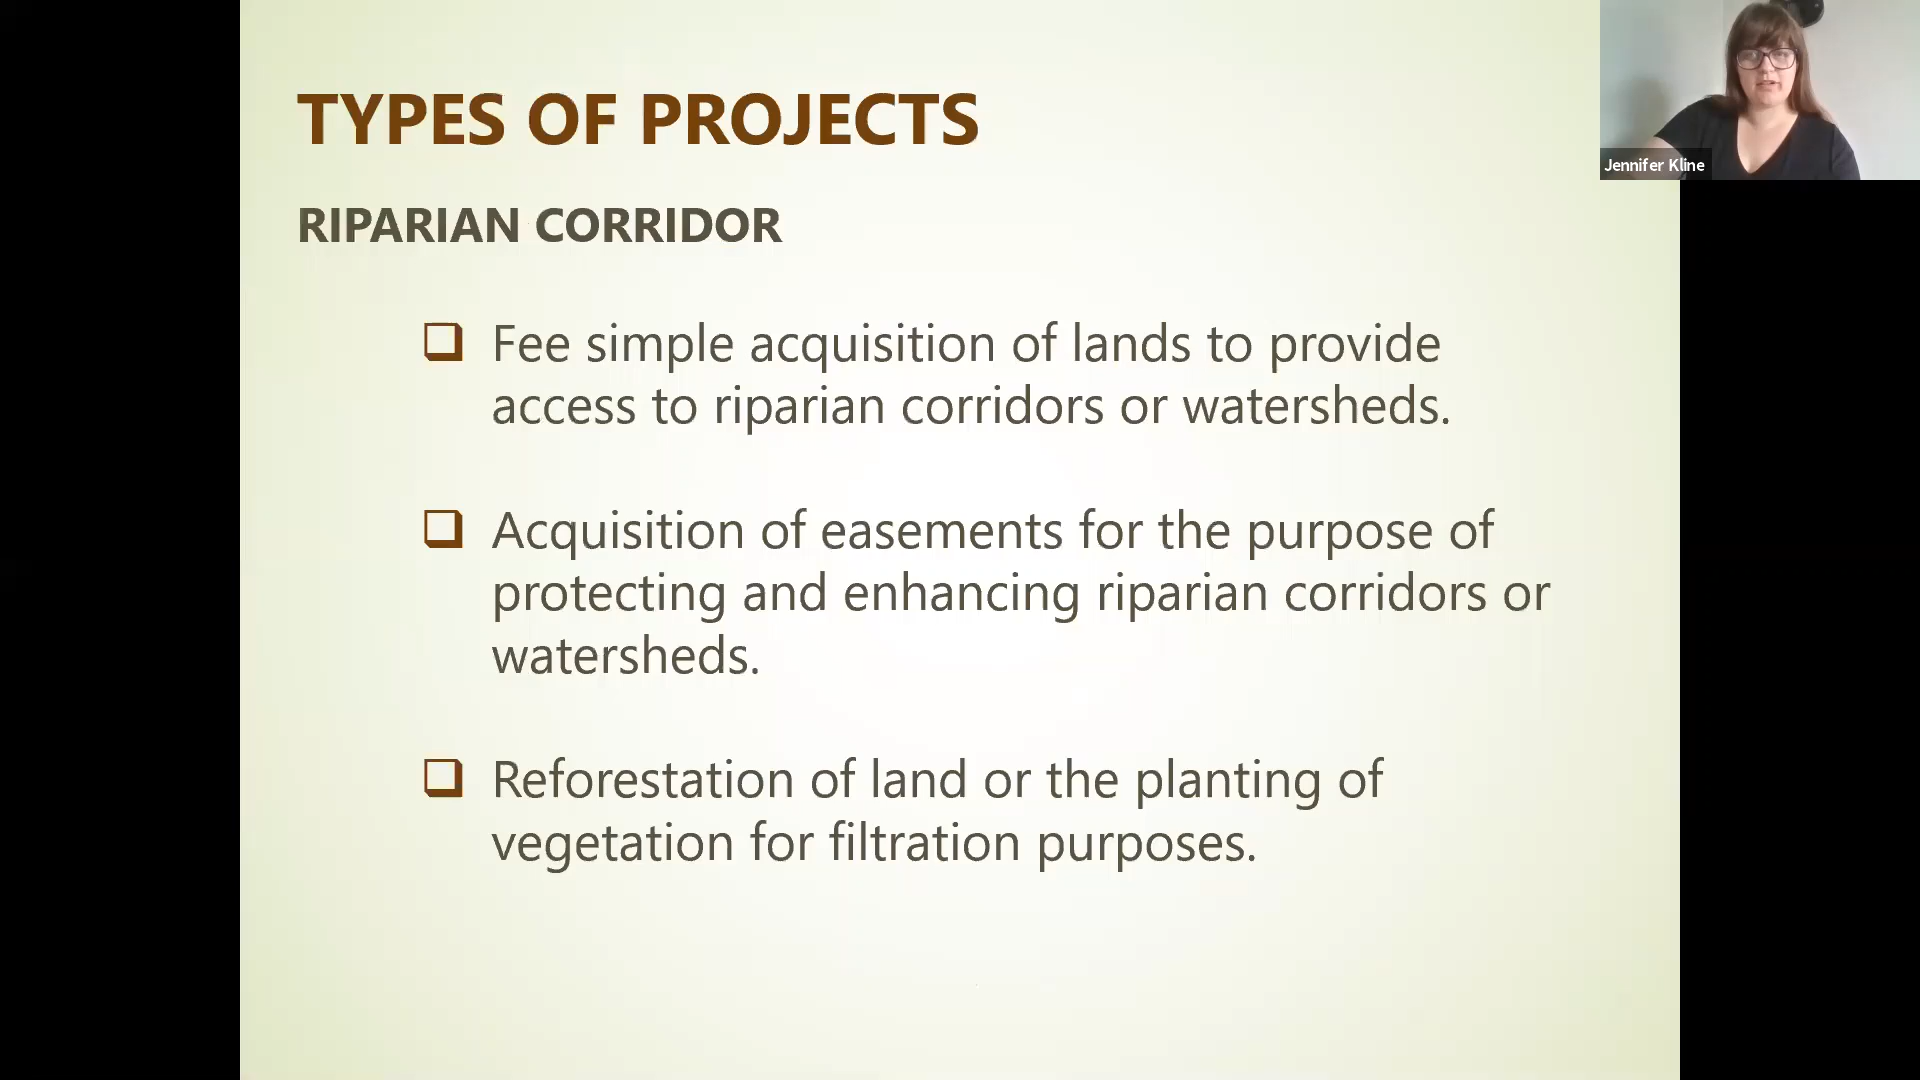 TYPES OF PROJECTS
RIPARIAN CORRIDOR
Fee simple acquisition of lands to provide
access to riparian corridors or watersheds.
Acquisition of easements for the purpose of
protecting and enhancing riparian corridors or
watersheds.
Reforestation of land or the planting of
vegetation for filtration purposes.
Jennifer Kline